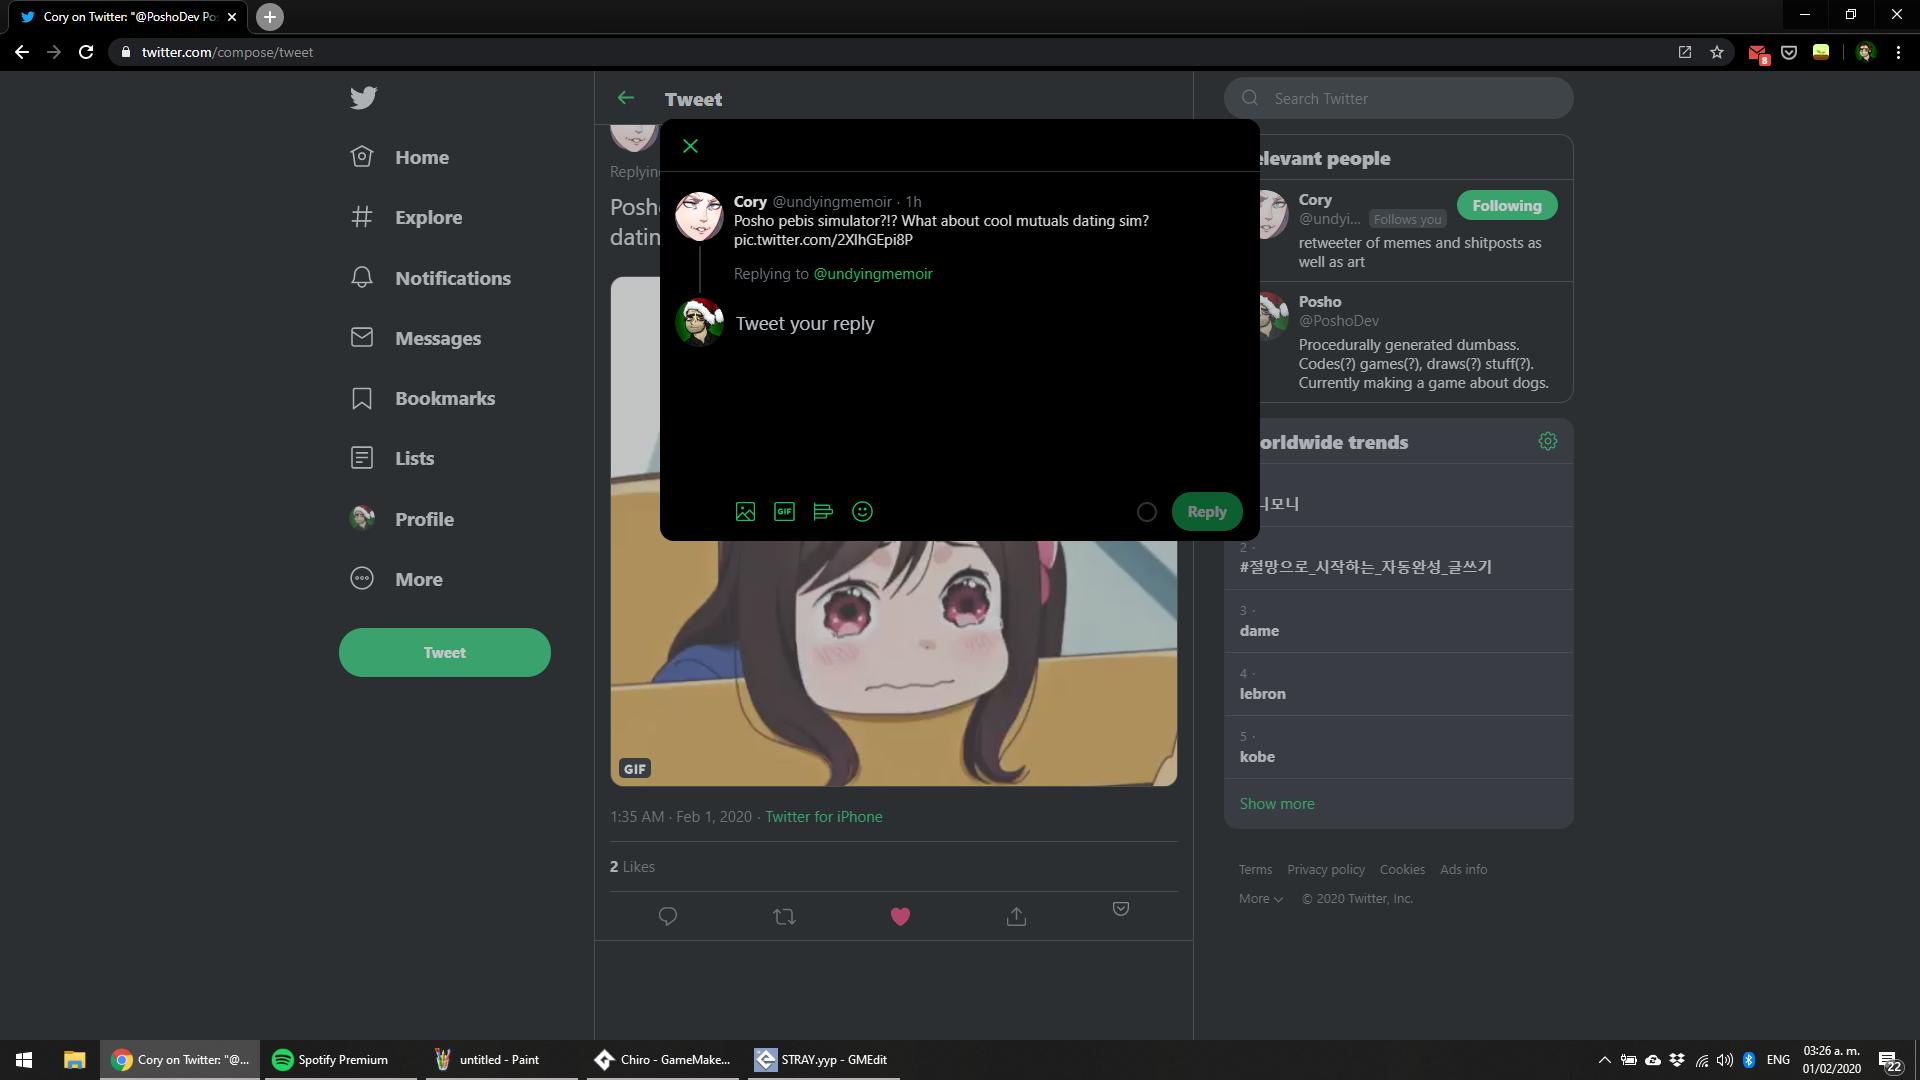 Cory on Twitter: "@PoshoDev Po
twitter.com/compose/tweet
8
Home
Explore
Notifications
Messages
Bookmarks
Lists
Profile
More
Tweet
Tweet
Replying
Posh
datin
Cory @undyingmemoir · 1h
Posho pebis simulator?!? What about cool mutuals dating sim?
pic.twitter.com/2XlhGEpi8P
Replying to @undyingmemoir
Tweet your reply
GIF
Reply
GIF
1:35 AM · Feb 1, 2020 · Twitter for iPhone
2 Likes
Search Twitter
elevant people
Cory
@undyi... Follows you
Following
retweeter of memes and shitposts as
well as art
Posho
@PoshoDev
Procedurally generated dumbass.
Codes(?) games(?), draws(?) stuff(?).
Currently making a game about dogs.
orldwide trends
니모니
2 ·
#절망으로_시작하는_자동완성_글쓰기
3 ·
dame
4 ·
lebron
5 ·
kobe
Show more
Terms Privacy policy Cookies Ads info
More © 2020 Twitter, Inc.
Cory on Twitter: "@...
Spotify Premium
untitled - Paint
Chiro - GameMake...
STRAY.yyp - GMEdit
ENG
03:26 a. m.
01/02/2020
22